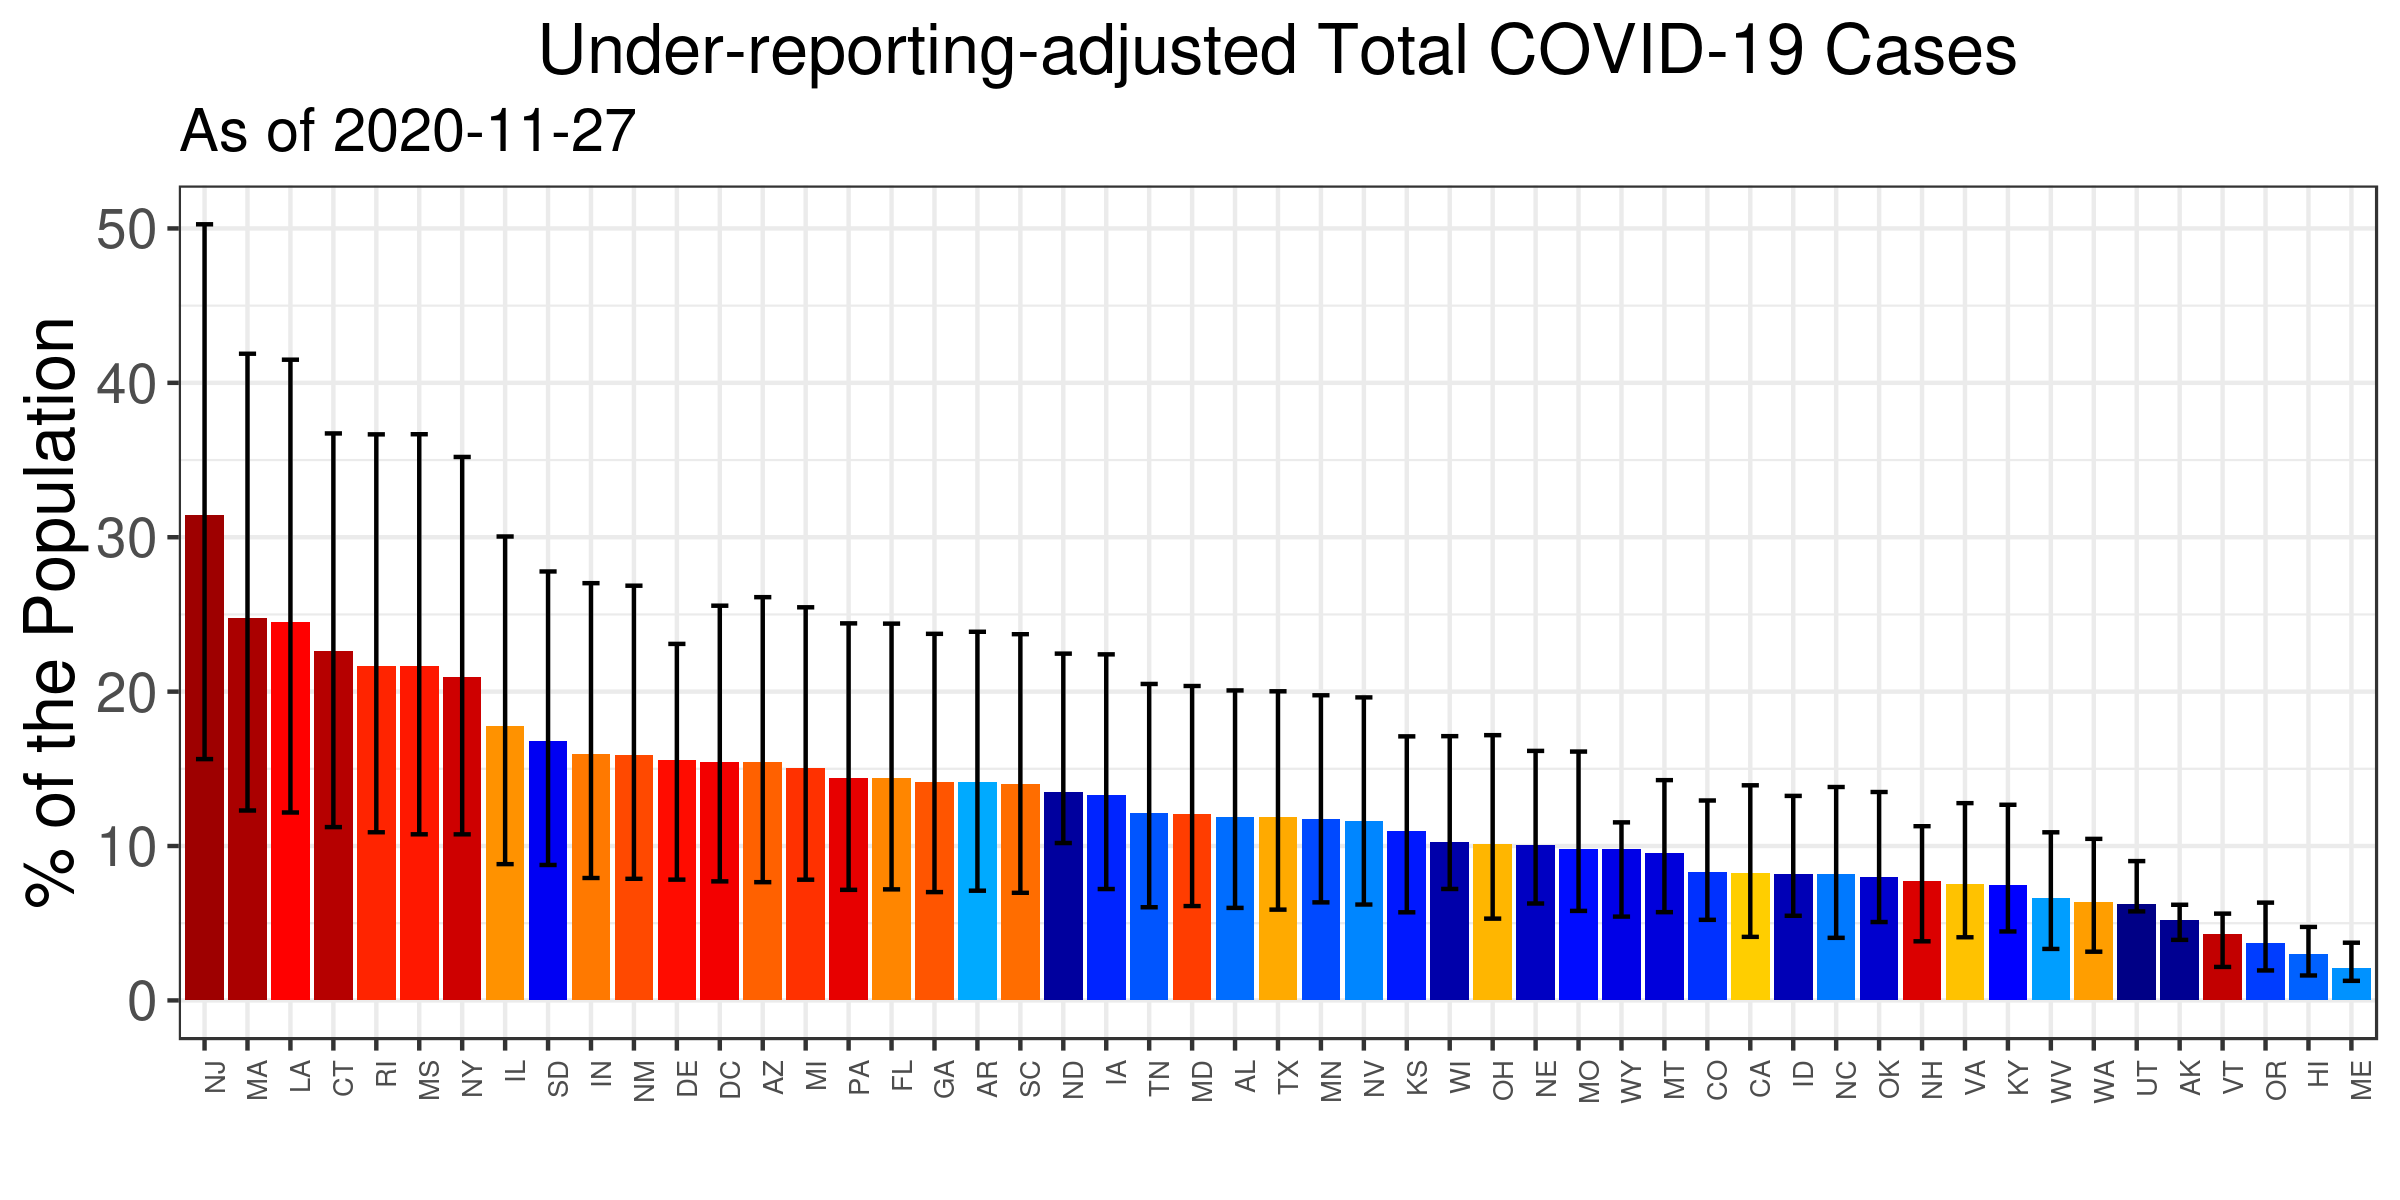 Under-reporting-adjusted Total COVID-19 Cases
As of 2020-11-27
% of the Population
50
40
30
20
10
0
NJ MA LA CT RI MS NY IL SD IN NM DE DC AZ MI PA FL GA AR SC ND IA TN MD AL TX MN NV KS WI OH NE MO WY MT CO CA ID NC OK NH VA KY WV WA UT AK VT OR HI ME